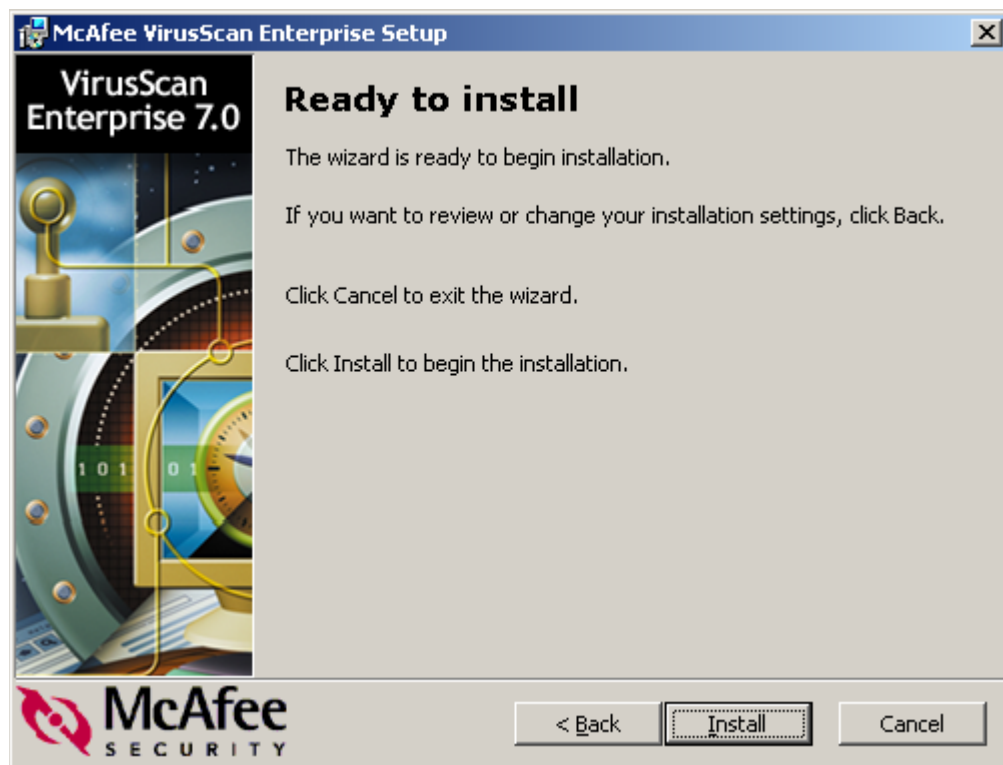 McAfee VirusScan Enterprise Setup
VirusScan
Enterprise 7.0
Ready to install
The wizard is ready to begin installation.
If you want to review or change your installation settings, click Back.
Click Cancel to exit the wizard.
Click Install to begin the installation.
1 0 1 0 1
McAfee
SECURITY
< Back
Install
Cancel